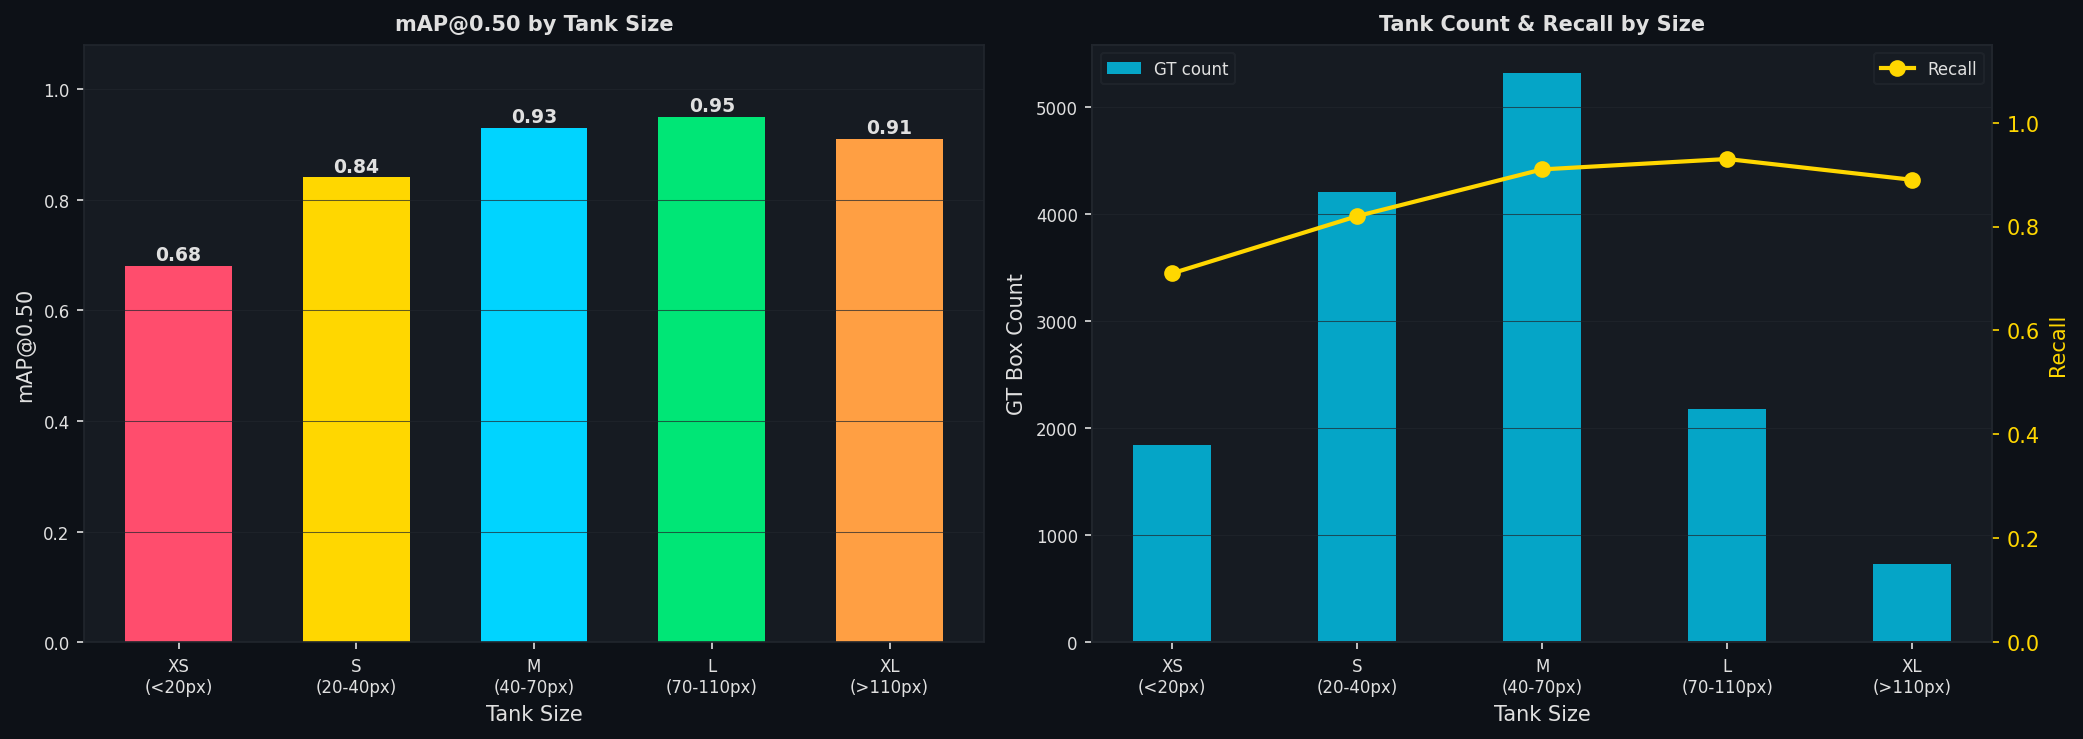 mAP@0.50 by Tank Size
mAP@0.50
1.0
0.8
0.6
0.4
0.2
0.0
0.68
0.84
0.93
0.95
0.91
XS
(<20px)
S
(20-40px)
M
(40-70px)
L
(70-110px)
XL
(>110px)
Tank Size
Tank Count & Recall by Size
GT count
Recall
GT Box Count
5000
4000
3000
2000
1000
0
1.0
0.8
0.6
0.4
0.2
0.0
Recall
XS
(<20px)
S
(20-40px)
M
(40-70px)
L
(70-110px)
XL
(>110px)
Tank Size